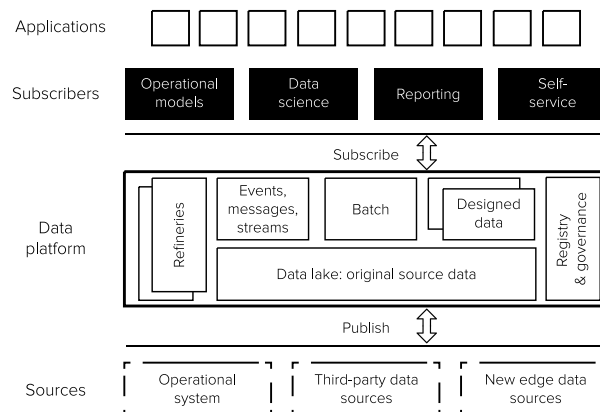 Applications
Subscribers
Operational
models
Data
science
Reporting
Self-
service
Subscribe
Data
platform
Refineries
Events,
messages,
streams
Batch
Designed
data
Registry
& governance
Data lake: original source data
Publish
Sources
Operational
system
Third-party data
sources
New edge data
sources